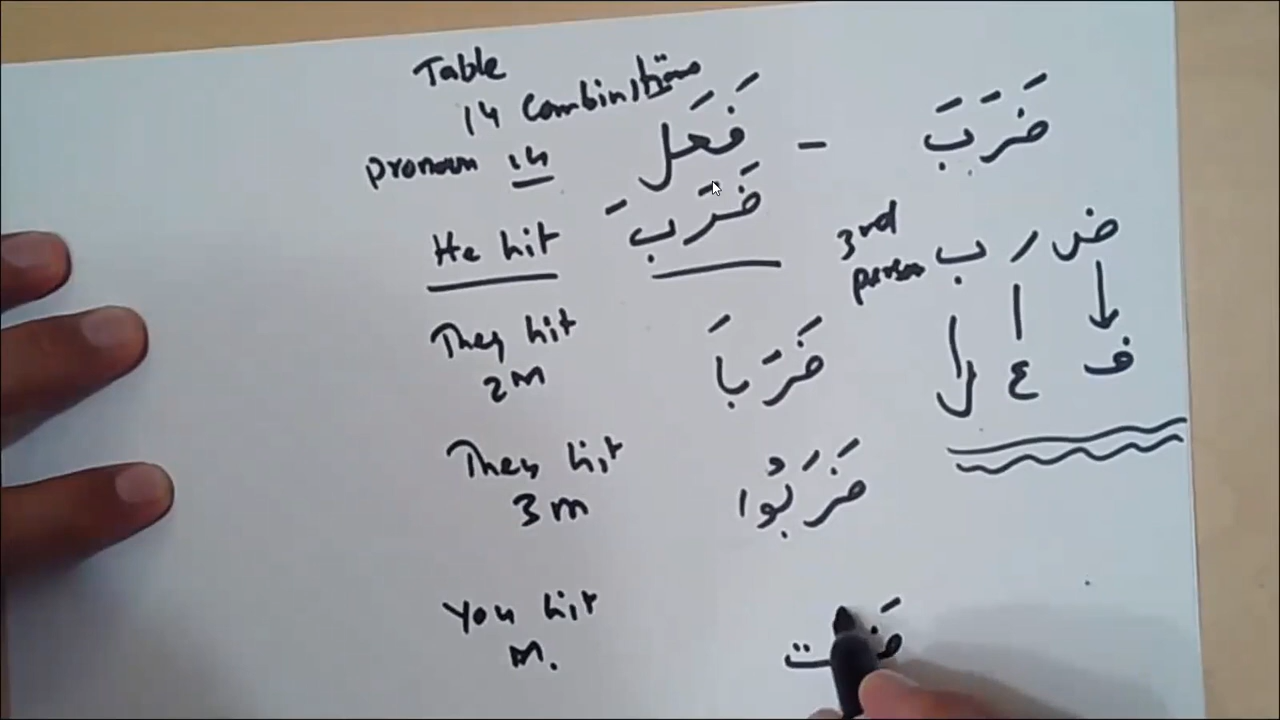 Table
14 Combinations
pronoun 14 فَعَل - ضَرَبَ
He hit ضَرَبَ
3rd person
ض ر ب
ف ع ل
They hit ضَرَبَا
2M
They hit ضَرَبُوا
3M
You hit
M.